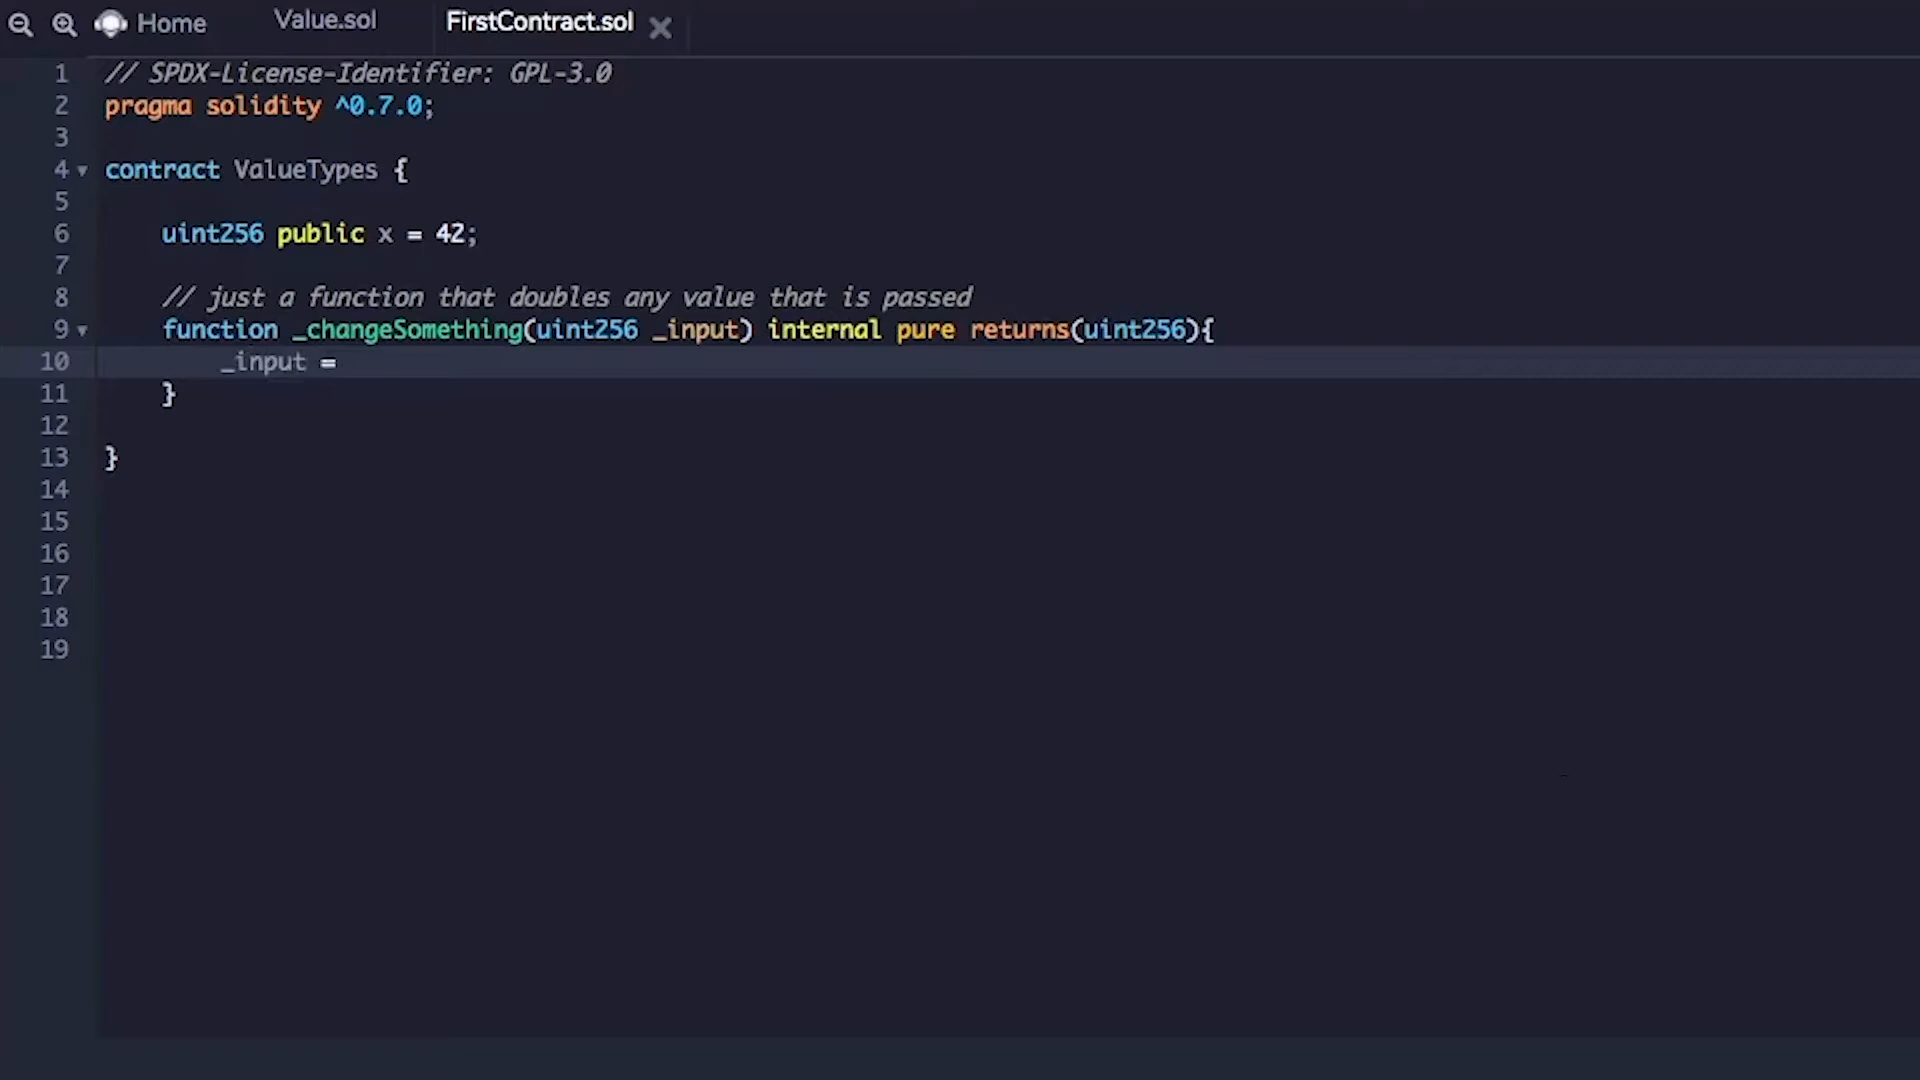 Home Value.sol FirstContract.sol
1 // SPDX-License-Identifier: GPL-3.0
2 pragma solidity ^0.7.0;
3
4 contract ValueTypes {
5
6 uint256 public x = 42;
7
8 // just a function that doubles any value that is passed
9 function _changeSomething(uint256 _input) internal pure returns(uint256){
10 _input =
11 }
12
13 }
14
15
16
17
18
19